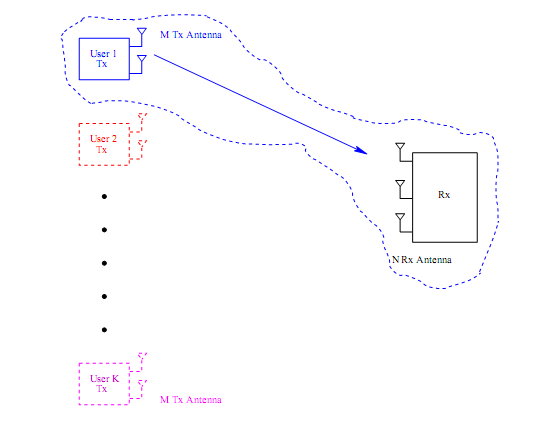 M Tx Antenna
User 1
Tx
User 2
Tx
Rx
N Rx Antenna
User K
Tx
M Tx Antenna